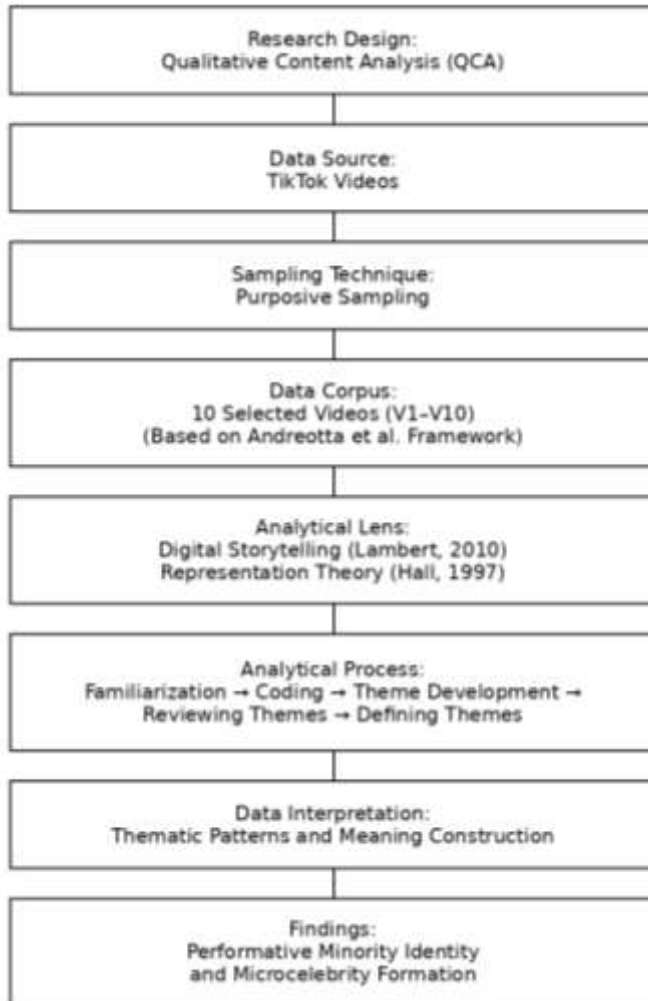 Research Design:
Qualitative Content Analysis (QCA)
Data Source:
TikTok Videos
Sampling Technique:
Purposive Sampling
Data Corpus:
10 Selected Videos (V1–V10)
(Based on Andreotta et al. Framework)
Analytical Lens:
Digital Storytelling (Lambert, 2010)
Representation Theory (Hall, 1997)
Analytical Process:
Familiarization → Coding → Theme Development →
Reviewing Themes → Defining Themes
Data Interpretation:
Thematic Patterns and Meaning Construction
Findings:
Performative Minority Identity
and Microcelebrity Formation